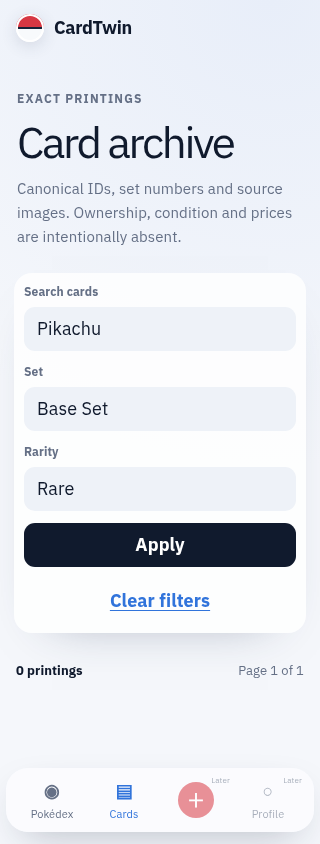 CardTwin
EXACT PRINTINGS
Card archive
Canonical IDs, set numbers and source
images. Ownership, condition and prices
are intentionally absent.
Search cards
Pikachu
Set
Base Set
Rarity
Rare
Apply
Clear filters
0 printings
Page 1 of 1
Later
Later
Pokédex
Cards
Profile